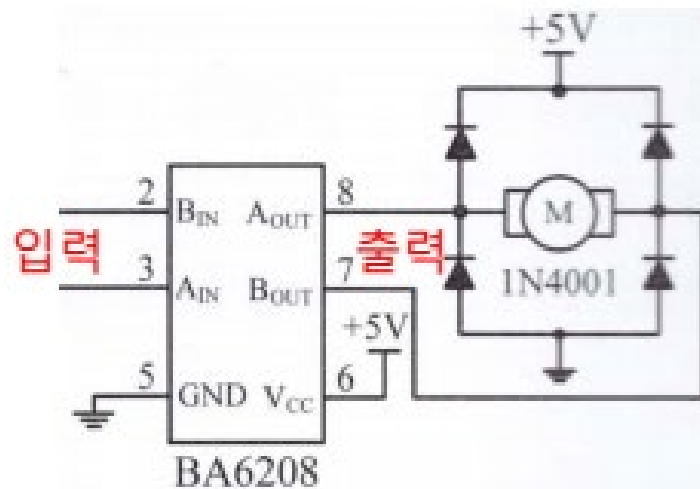 +5V
2 B_IN A_OUT 8
입력 출력
3 A_IN B_OUT 7
M
1N4001
+5V
5 GND V_CC 6
BA6208